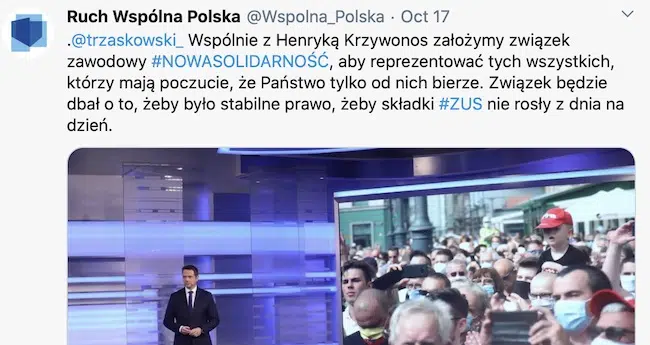 Ruch Wspólna Polska @Wspolna_Polska · Oct 17
.@trzaskowski_ Wspólnie z Henryką Krzywonos założymy związek
zawodowy #NOWASOLIDARNOŚĆ, aby reprezentować tych wszystkich,
którzy mają poczucie, że Państwo tylko od nich bierze. Związek będzie
dbał o to, żeby było stabilne prawo, żeby składki #ZUS nie rosły z dnia na
dzień.